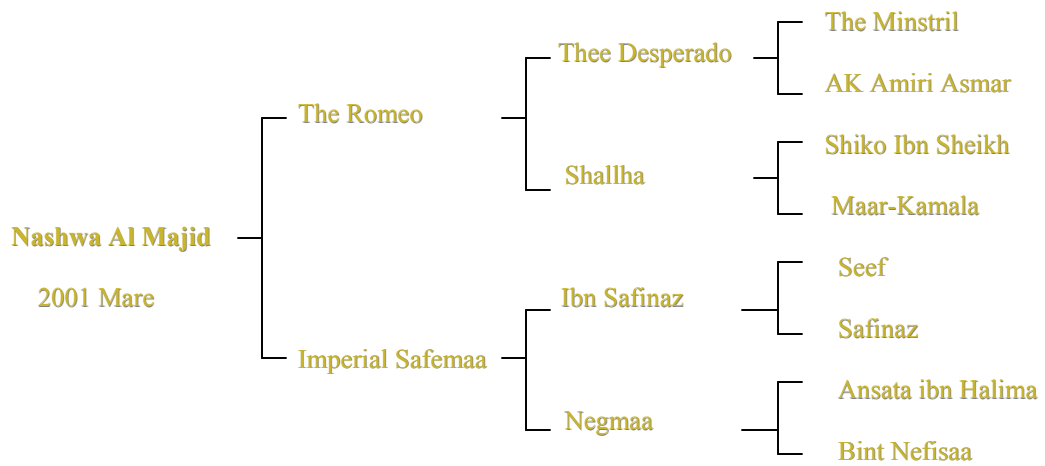 The Minstril
Thee Desperado
AK Amiri Asmar
The Romeo
Shiko Ibn Sheikh
Shallha
Maar-Kamala
Nashwa Al Majid
2001 Mare
Seef
Ibn Safinaz
Safinaz
Imperial Safemaa
Ansata ibn Halima
Negmaa
Bint Nefisaa